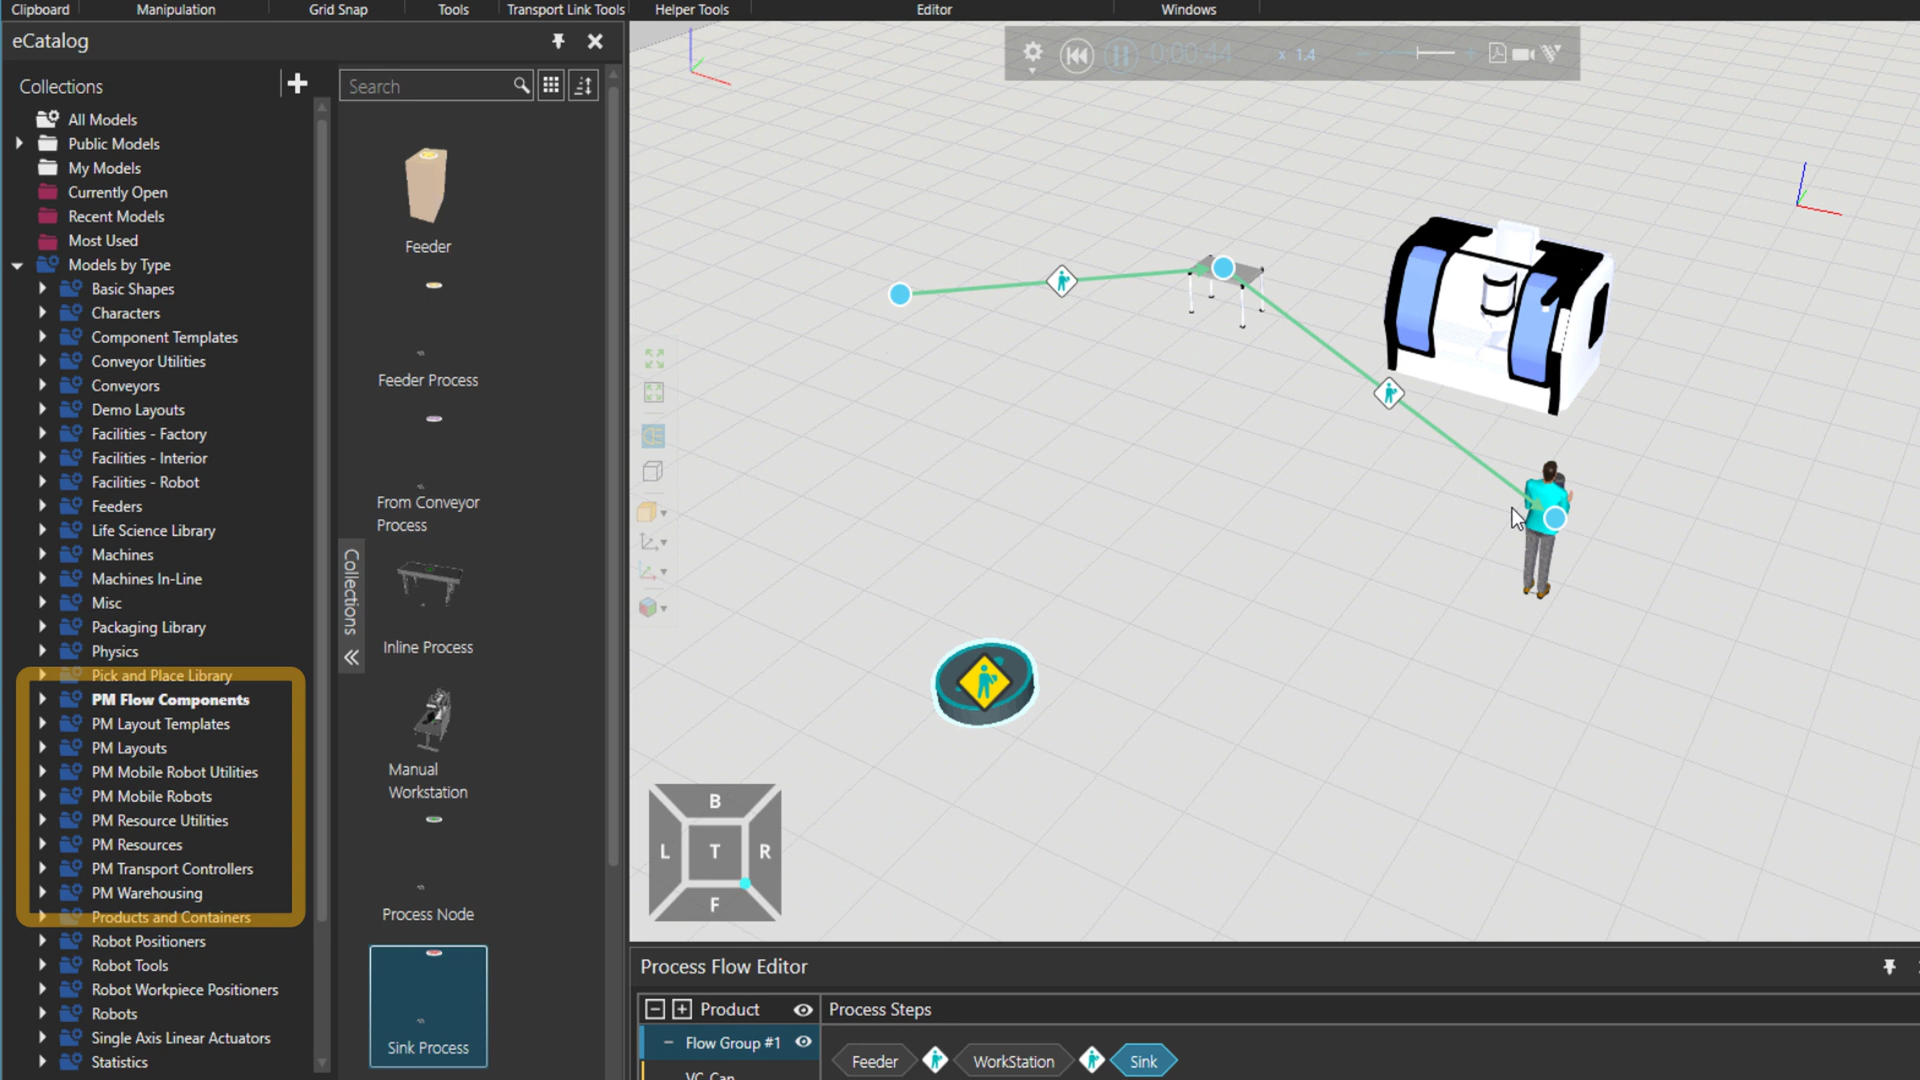 Clipboard
Manipulation
Grid Snap
Tools
Transport Link Tools
Helper Tools
Editor
Windows
eCatalog
Collections
Search
All Models
Public Models
My Models
Currently Open
Recent Models
Most Used
Models by Type
Basic Shapes
Characters
Component Templates
Conveyor Utilities
Conveyors
Demo Layouts
Facilities - Factory
Facilities - Interior
Facilities - Robot
Feeders
Life Science Library
Machines
Machines In-Line
Misc
Packaging Library
Physics
Pick and Place Library
PM Flow Components
PM Layout Templates
PM Layouts
PM Mobile Robot Utilities
PM Mobile Robots
PM Resource Utilities
PM Resources
PM Transport Controllers
PM Warehousing
Products and Containers
Robot Positioners
Robot Tools
Robot Workpiece Positioners
Robots
Single Axis Linear Actuators
Statistics
Collections
Feeder
Feeder Process
From Conveyor
Process
Inline Process
Manual
Workstation
Process Node
Sink Process
0:00:44
x 1.4
B
L
T
R
F
Process Flow Editor
Product
Process Steps
Flow Group #1
Feeder
WorkStation
Sink
VC_Can